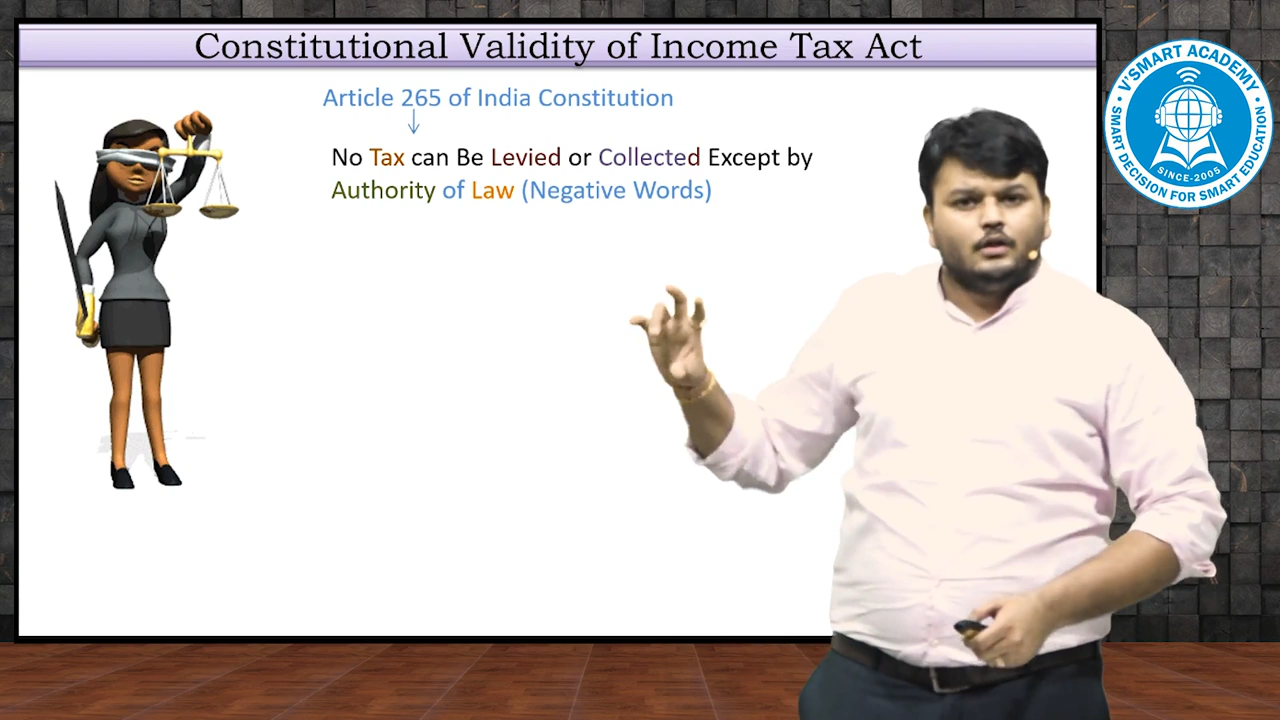 Constitutional Validity of Income Tax Act
Article 265 of India Constitution
No Tax can Be Levied or Collected Except by
Authority of Law (Negative Words)
V'SMART ACADEMY
SINCE-2005
SMART DECISION FOR SMART EDUCATION